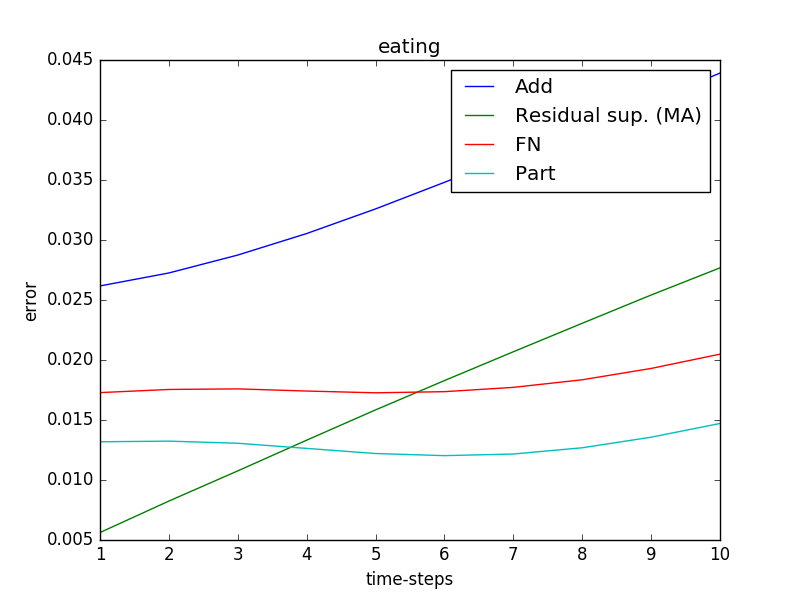 eating
0.045
0.040
0.035
0.030
0.025
0.020
0.015
0.010
0.005
error
Add
Residual sup. (MA)
FN
Part
1 2 3 4 5 6 7 8 9 10
time-steps